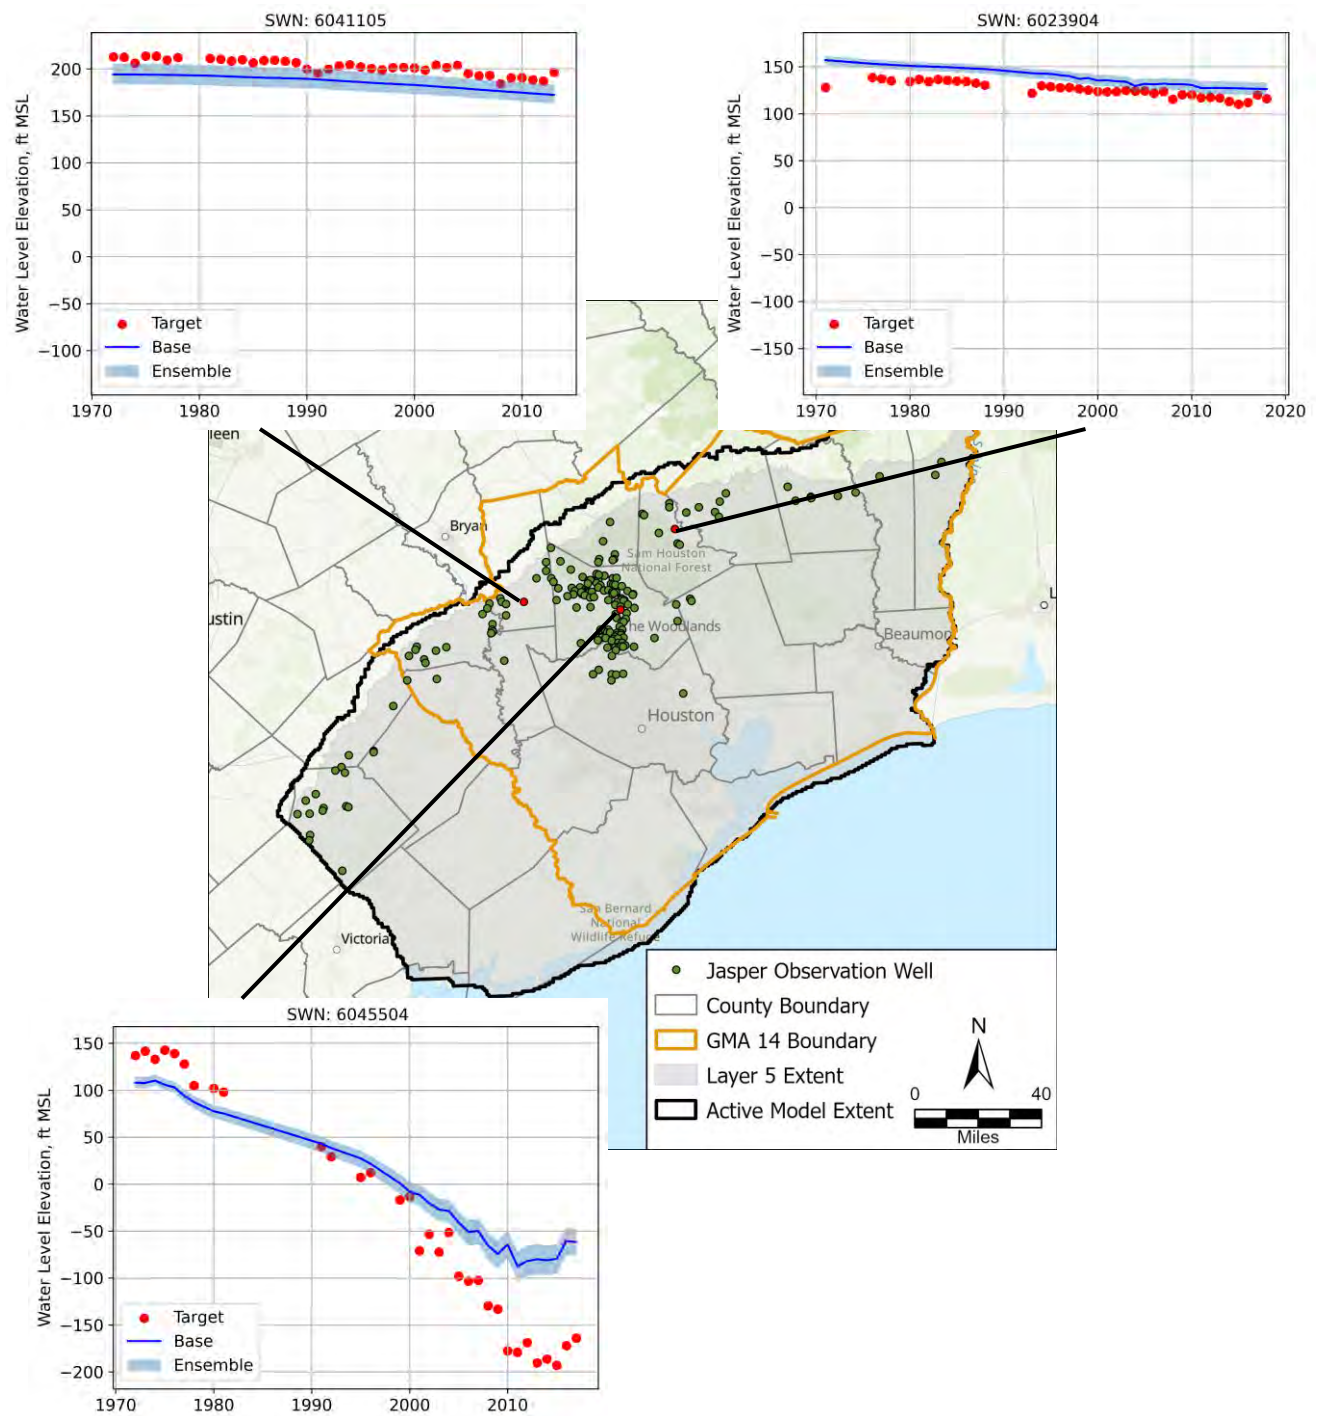 SWN: 6041105
Water Level Elevation, ft MSL
200
150
100
50
0
−50
−100
Target
Base
Ensemble
1970 1980 1990 2000 2010
SWN: 6023904
Water Level Elevation, ft MSL
150
100
50
0
−50
−100
−150
Target
Base
Ensemble
1970 1980 1990 2000 2010 2020
leen
Bryan
ustin
Sam Houston
National Forest
he Woodlands
Beaumon
L
Houston
San Bernard
National
Wildlife Refuge
Victoria
Jasper Observation Well
County Boundary
GMA 14 Boundary
Layer 5 Extent
Active Model Extent
N
0 40
Miles
SWN: 6045504
Water Level Elevation, ft MSL
150
100
50
0
−50
−100
−150
−200
Target
Base
Ensemble
1970 1980 1990 2000 2010